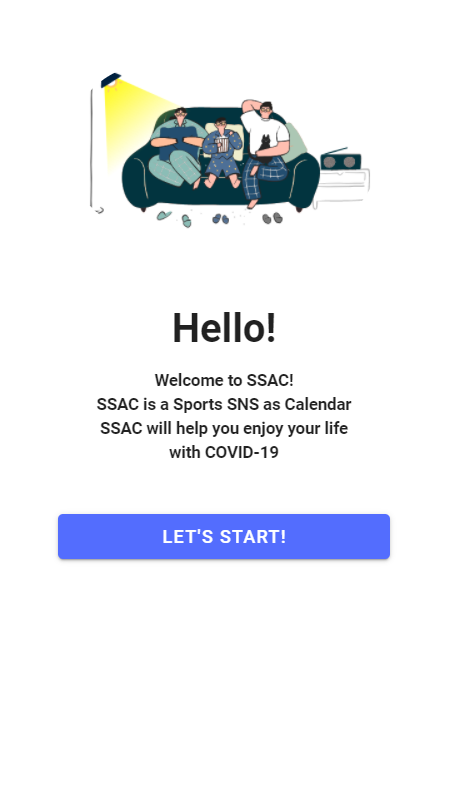 Hello!
Welcome to SSAC!
SSAC is a Sports SNS as Calendar
SSAC will help you enjoy your life
with COVID-19
LET'S START!